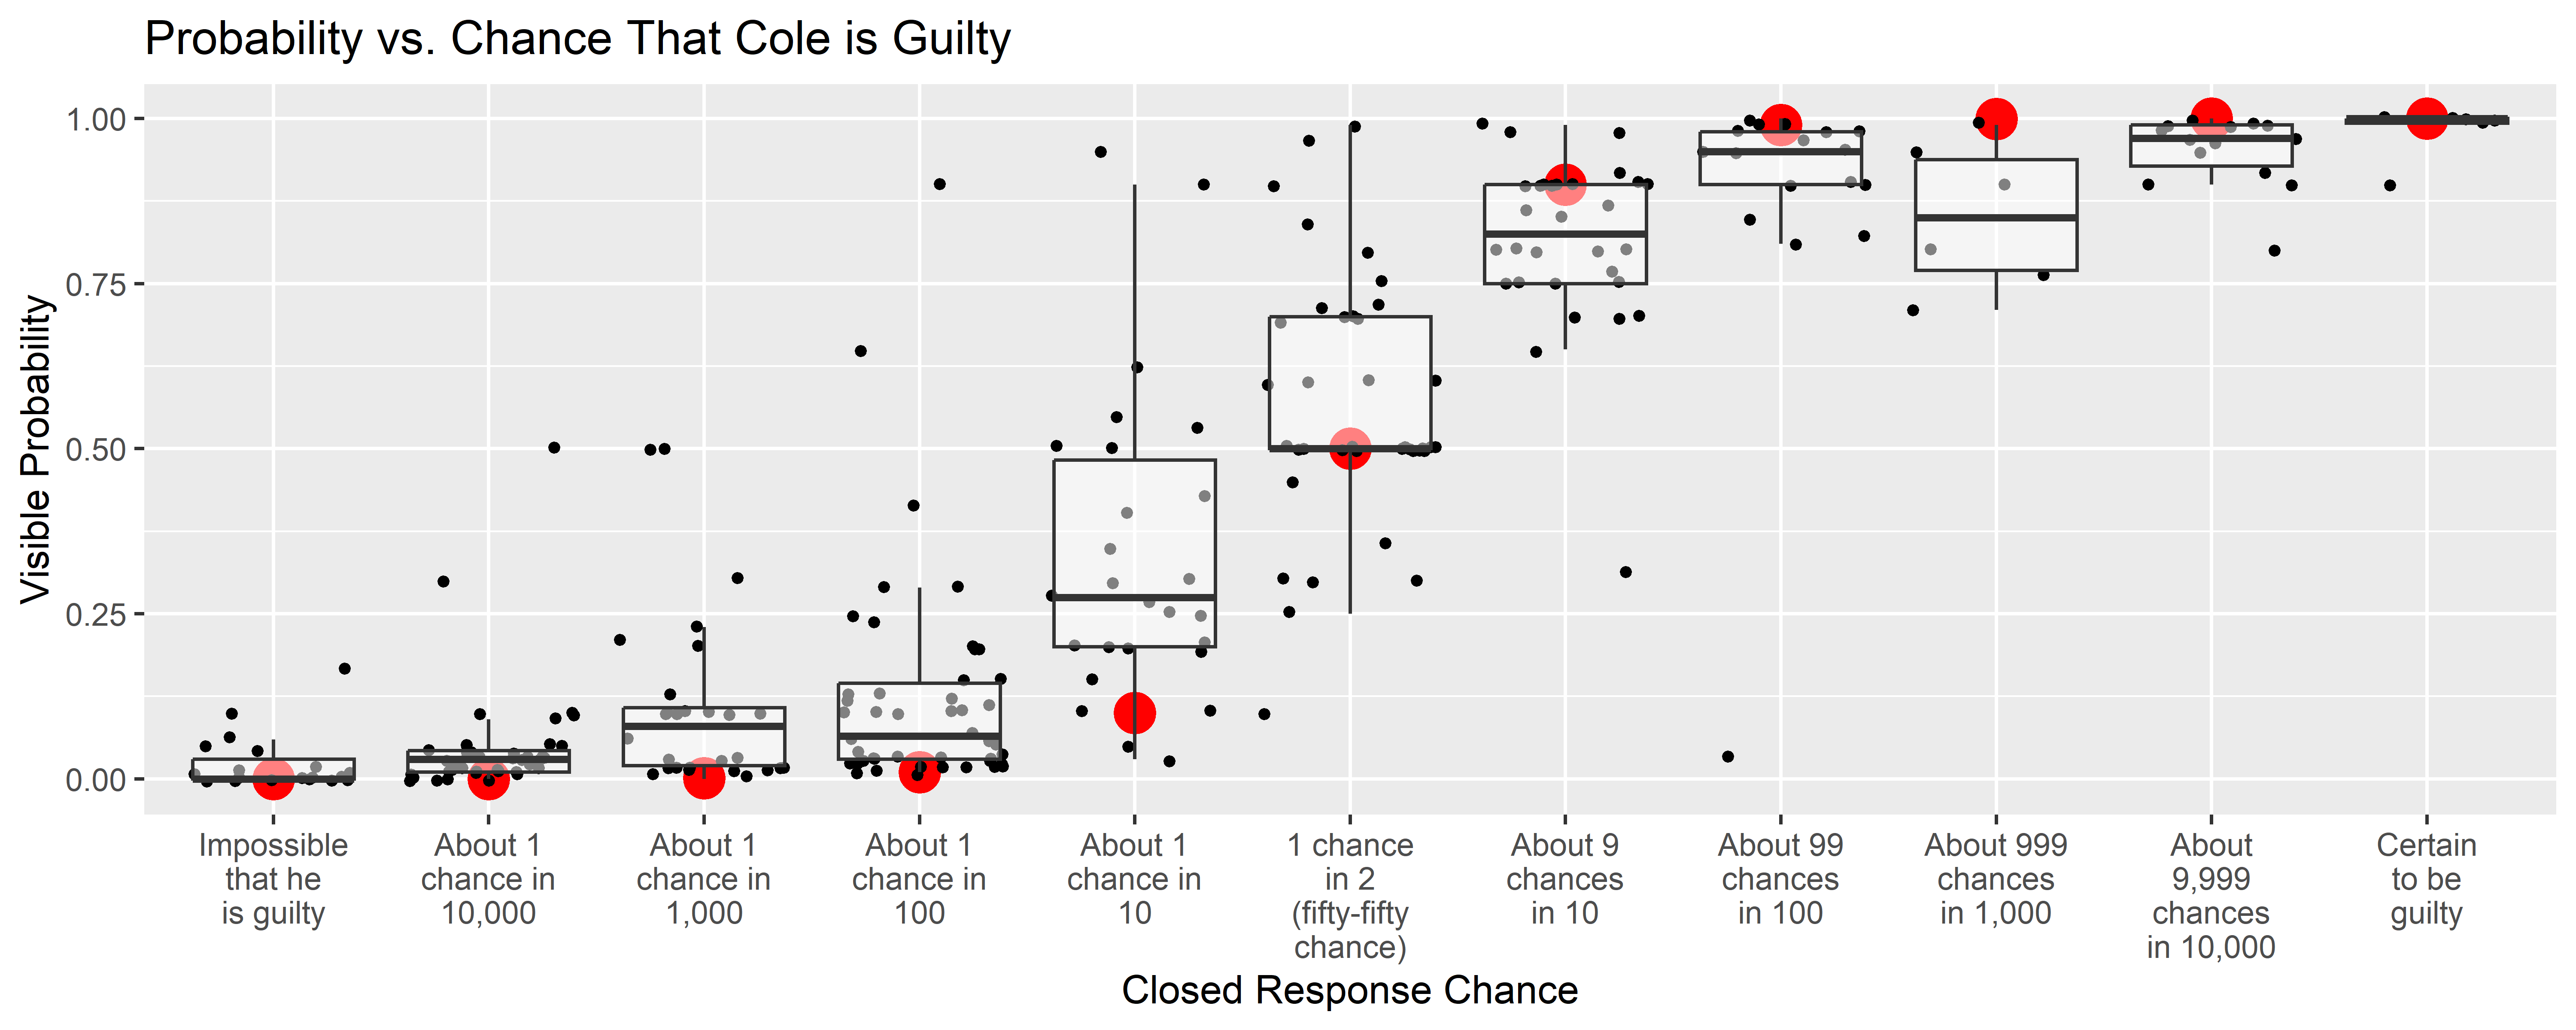 Probability vs. Chance That Cole is Guilty
Visible Probability
1.00
0.75
0.50
0.25
0.00
Impossible
that he
is guilty
About 1
chance in
10,000
About 1
chance in
1,000
About 1
chance in
100
About 1
chance in
10
1 chance
in 2
(fifty-fifty
chance)
About 9
chances
in 10
About 99
chances
in 100
About 999
chances
in 1,000
About
9,999
chances
in 10,000
Certain
to be
guilty
Closed Response Chance